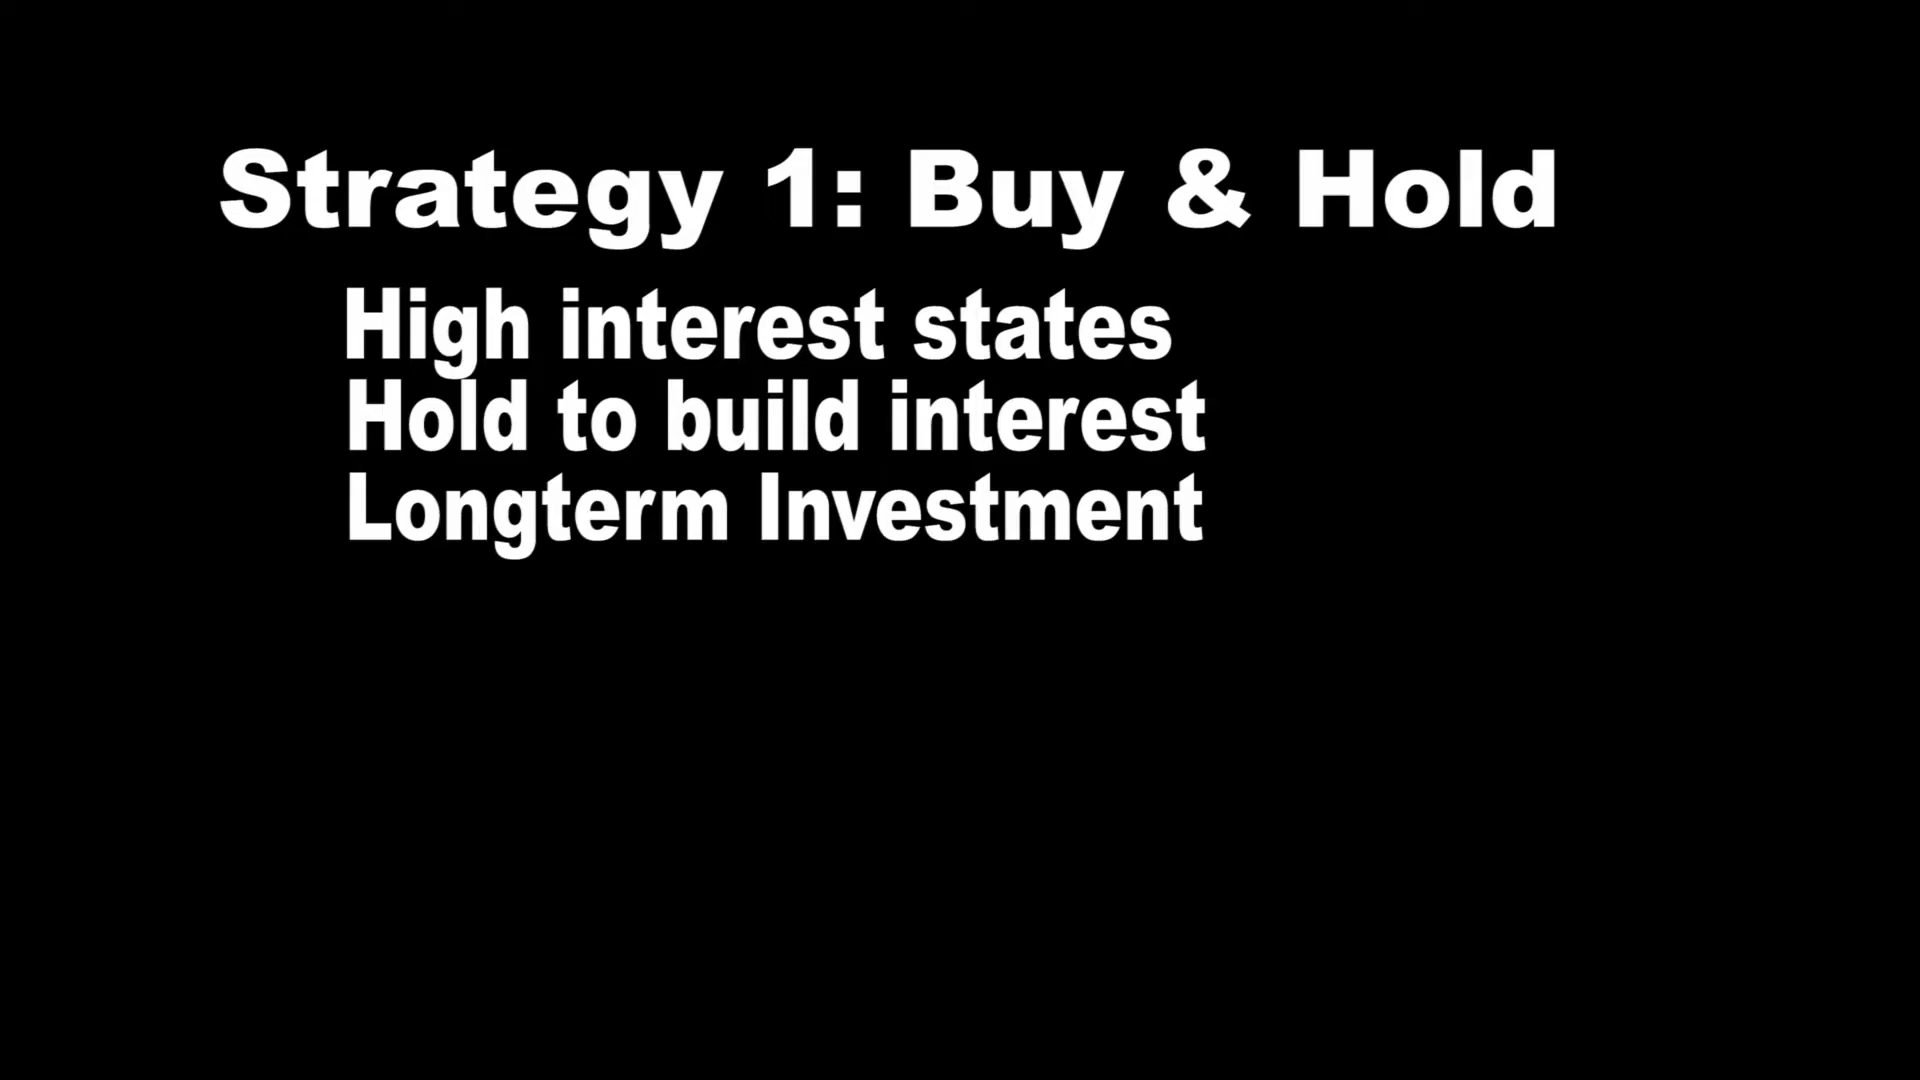 Strategy 1: Buy & Hold
High interest states
Hold to build interest
Longterm Investment